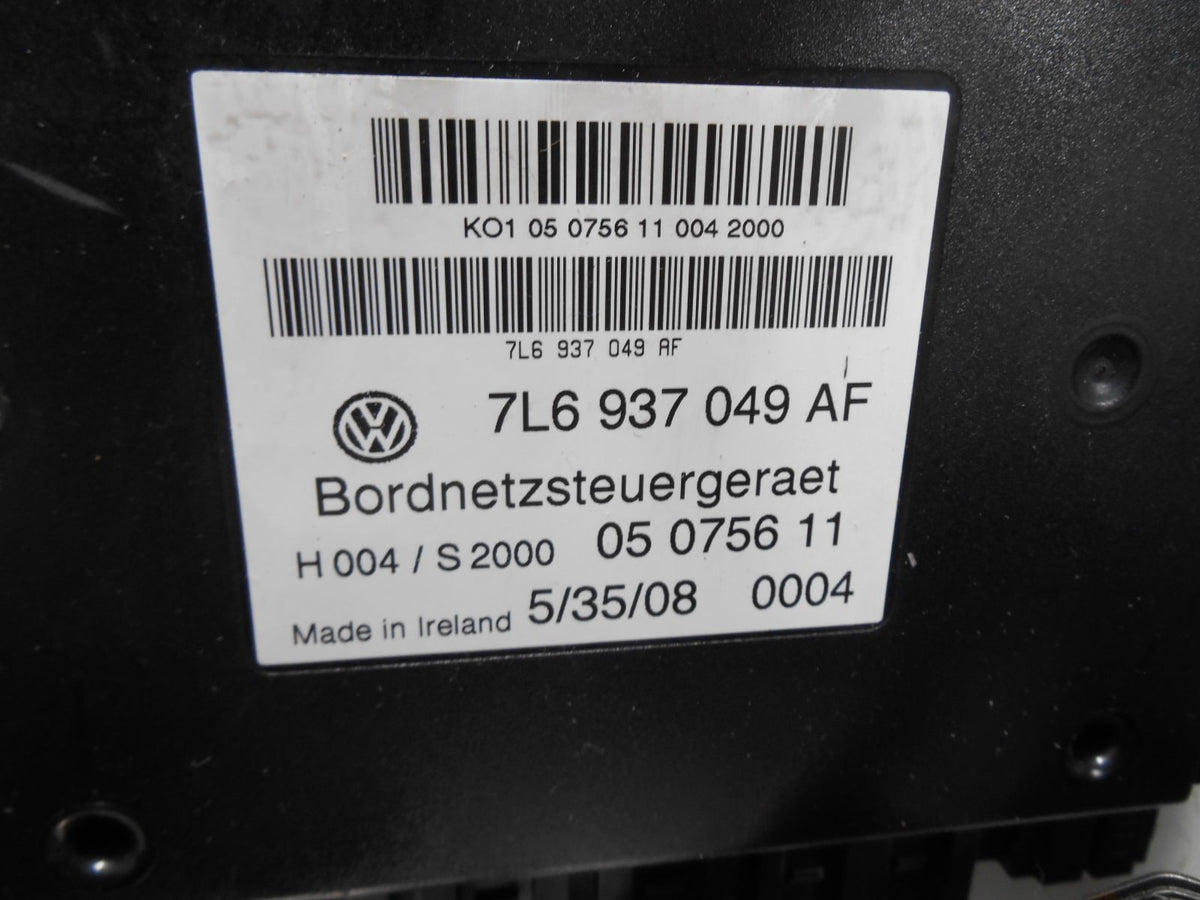 KO1 05 0756 11 004 2000
7L6 937 049 AF
7L6 937 049 AF
Bordnetzsteuergeraet
H 004 / S 2000 05 0756 11
Made in Ireland 5/35/08 0004